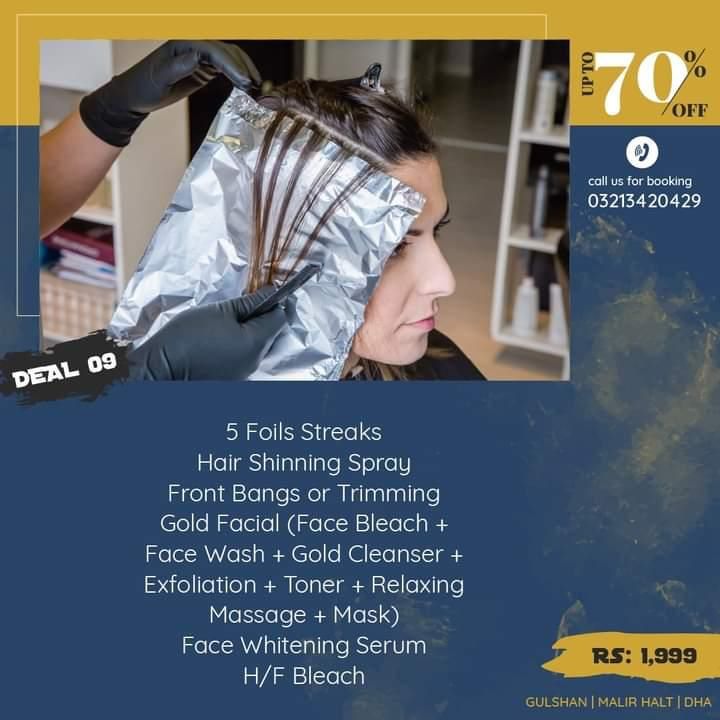 UP TO 70% OFF
call us for booking
03213420429
DEAL 09
5 Foils Streaks
Hair Shinning Spray
Front Bangs or Trimming
Gold Facial (Face Bleach +
Face Wash + Gold Cleanser +
Exfoliation + Toner + Relaxing
Massage + Mask)
Face Whitening Serum
H/F Bleach
RS: 1,999
GULSHAN | MALIR HALT | DHA